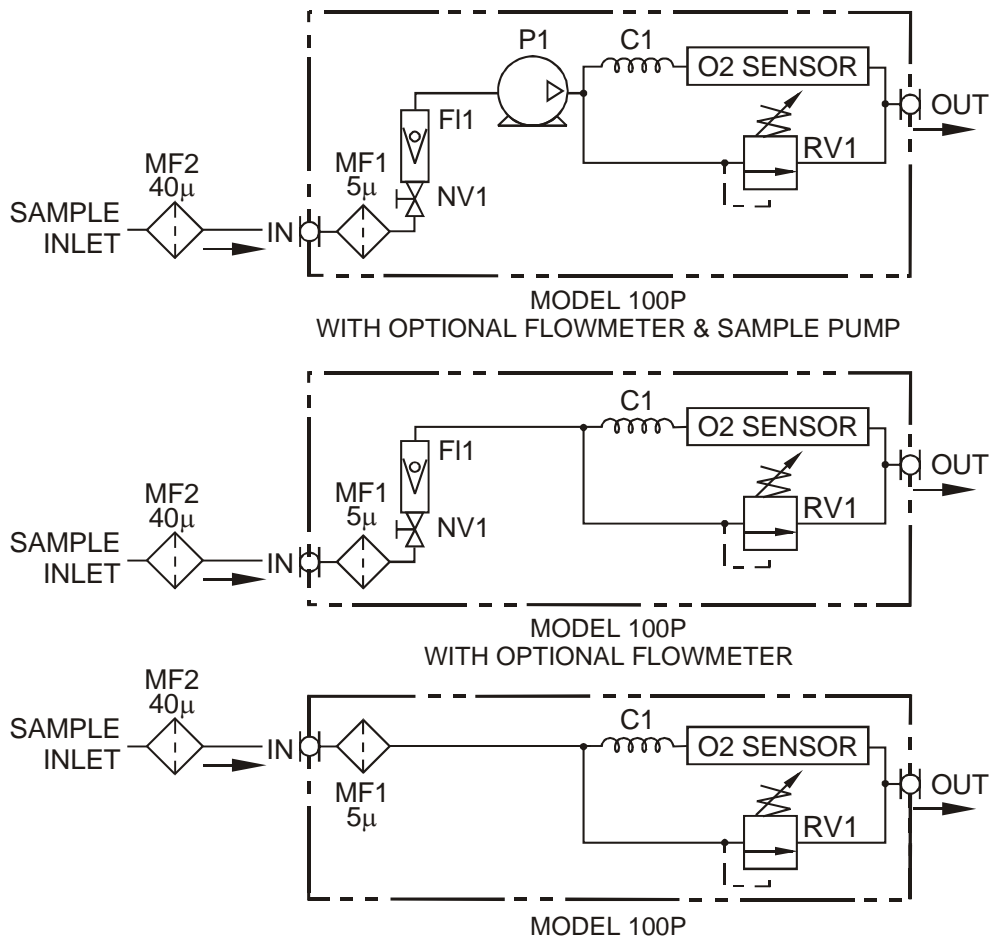 P1
C1
O2 SENSOR
OUT
FI1
RV1
MF2
40μ
MF1
5μ
NV1
SAMPLE
INLET
IN
MODEL 100P
WITH OPTIONAL FLOWMETER & SAMPLE PUMP
C1
O2 SENSOR
OUT
FI1
RV1
MF2
40μ
MF1
5μ
NV1
SAMPLE
INLET
IN
MODEL 100P
WITH OPTIONAL FLOWMETER
MF2
40μ
C1
SAMPLE
INLET
IN
O2 SENSOR
OUT
MF1
5μ
RV1
MODEL 100P